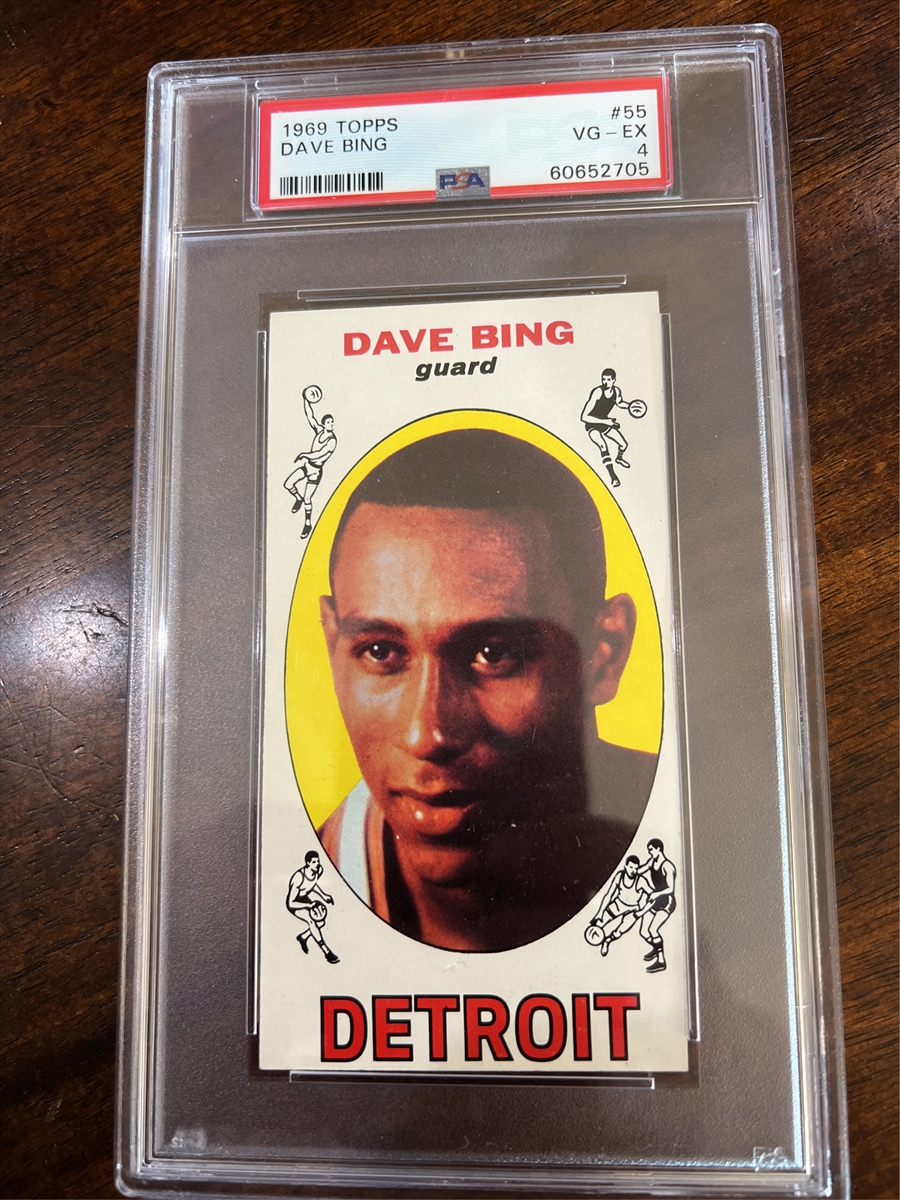 1969 TOPPS
DAVE BING
#55
VG - EX
4
60652705
PSA
DAVE BING
guard
DETROIT